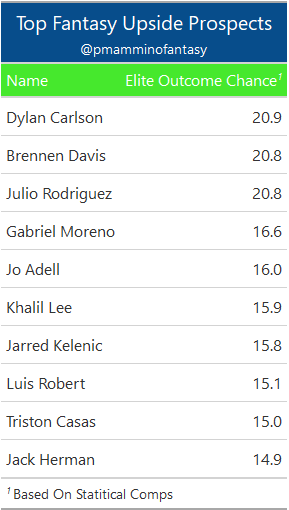 Top Fantasy Upside Prospects
@pmamminofantasy
Name Elite Outcome Chance1
Dylan Carlson 20.9
Brennen Davis 20.8
Julio Rodriguez 20.8
Gabriel Moreno 16.6
Jo Adell 16.0
Khalil Lee 15.9
Jarred Kelenic 15.8
Luis Robert 15.1
Triston Casas 15.0
Jack Herman 14.9
1 Based On Statitical Comps